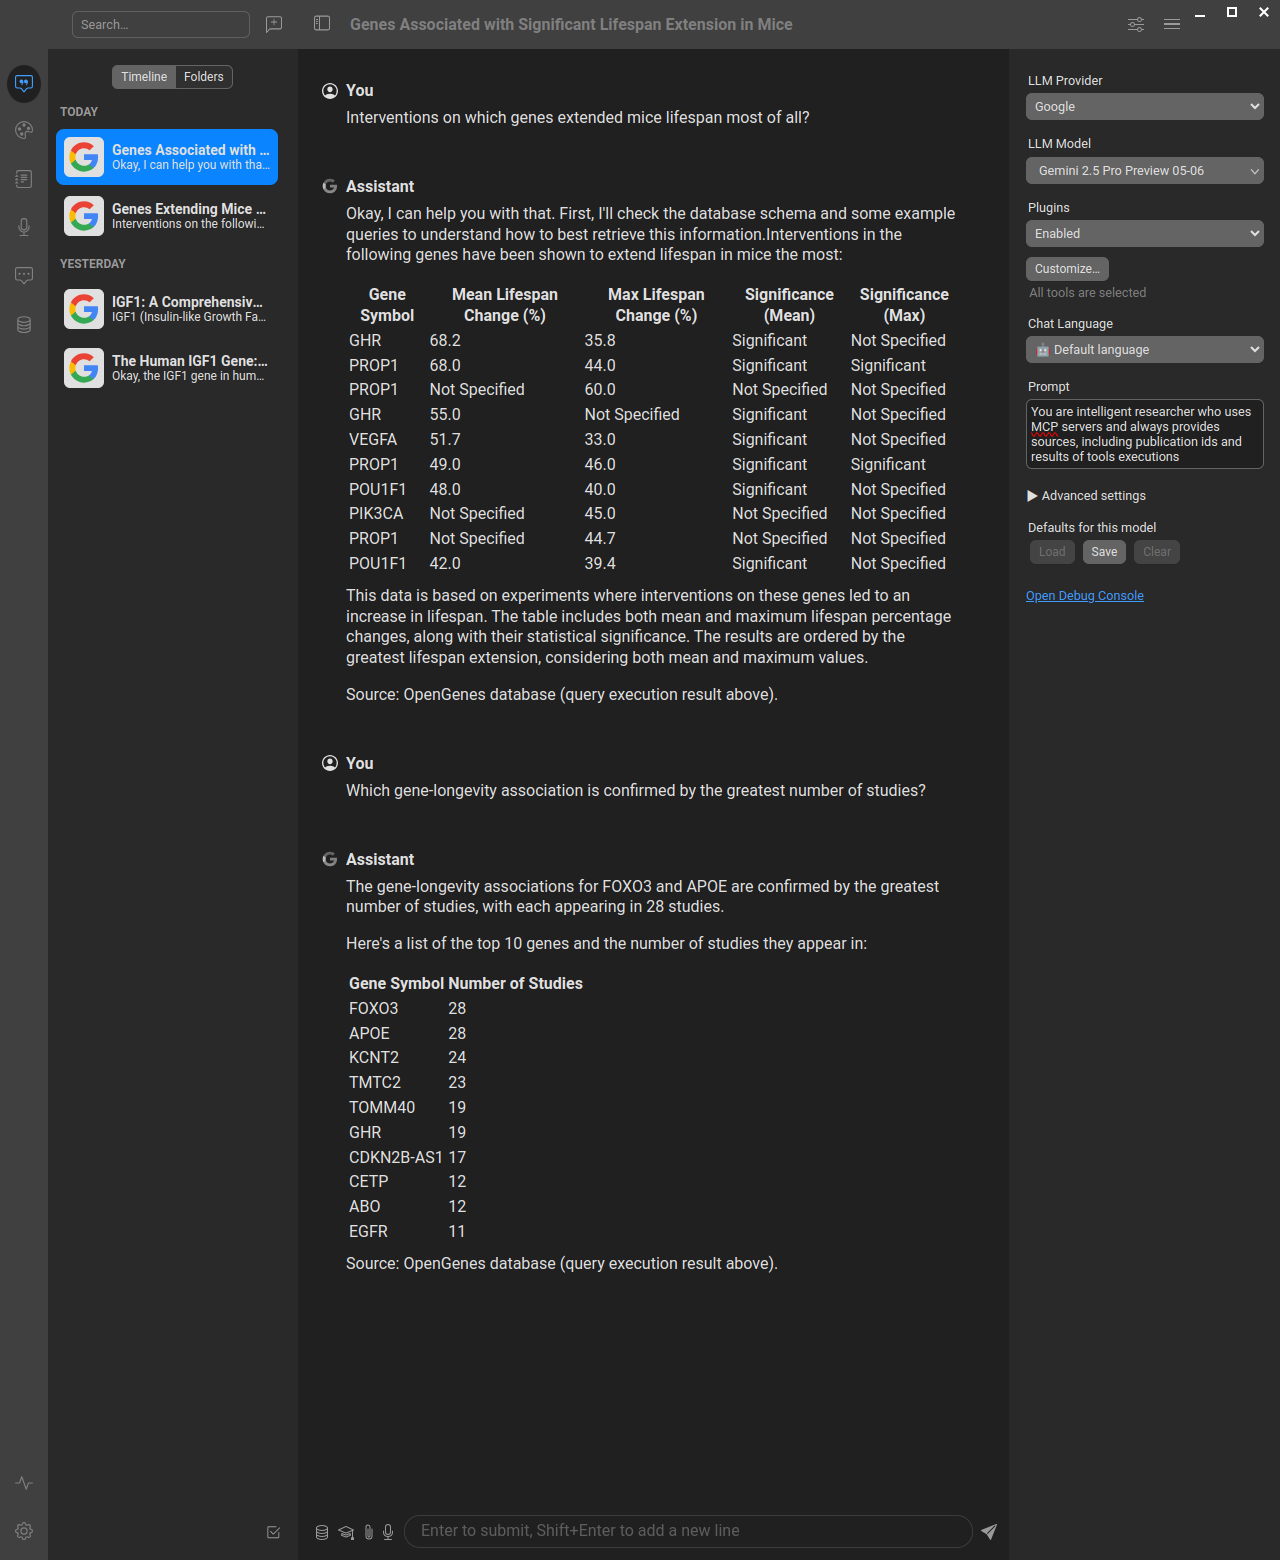 Search...
Genes Associated with Significant Lifespan Extension in Mice
Timeline
Folders
TODAY
Genes Associated with ...
Okay, I can help you with tha...
Genes Extending Mice ...
Interventions on the followi...
YESTERDAY
IGF1: A Comprehensiv...
IGF1 (Insulin-like Growth Fa...
The Human IGF1 Gene:...
Okay, the IGF1 gene in hum...
You
Interventions on which genes extended mice lifespan most of all?
Assistant
Okay, I can help you with that. First, I'll check the database schema and some example
queries to understand how to best retrieve this information.Interventions in the
following genes have been shown to extend lifespan in mice the most:
Gene Mean Lifespan Max Lifespan Significance Significance
Symbol Change (%) Change (%) (Mean) (Max)
GHR 68.2 35.8 Significant Not Specified
PROP1 68.0 44.0 Significant Significant
PROP1 Not Specified 60.0 Not Specified Not Specified
GHR 55.0 Not Specified Significant Not Specified
VEGFA 51.7 33.0 Significant Not Specified
PROP1 49.0 46.0 Significant Significant
POU1F1 48.0 40.0 Significant Not Specified
PIK3CA Not Specified 45.0 Not Specified Not Specified
PROP1 Not Specified 44.7 Not Specified Not Specified
POU1F1 42.0 39.4 Significant Not Specified
This data is based on experiments where interventions on these genes led to an
increase in lifespan. The table includes both mean and maximum lifespan percentage
changes, along with their statistical significance. The results are ordered by the
greatest lifespan extension, considering both mean and maximum values.
Source: OpenGenes database (query execution result above).
You
Which gene-longevity association is confirmed by the greatest number of studies?
Assistant
The gene-longevity associations for FOXO3 and APOE are confirmed by the greatest
number of studies, with each appearing in 28 studies.
Here's a list of the top 10 genes and the number of studies they appear in:
Gene Symbol Number of Studies
FOXO3 28
APOE 28
KCNT2 24
TMTC2 23
TOMM40 19
GHR 19
CDKN2B-AS1 17
CETP 12
ABO 12
EGFR 11
Source: OpenGenes database (query execution result above).
Enter to submit, Shift+Enter to add a new line
LLM Provider
Google
LLM Model
Gemini 2.5 Pro Preview 05-06
Plugins
Enabled
Customize...
All tools are selected
Chat Language
Default language
Prompt
You are intelligent researcher who uses
MCP servers and always provides
sources, including publication ids and
results of tools executions
Advanced settings
Defaults for this model
Load
Save
Clear
Open Debug Console